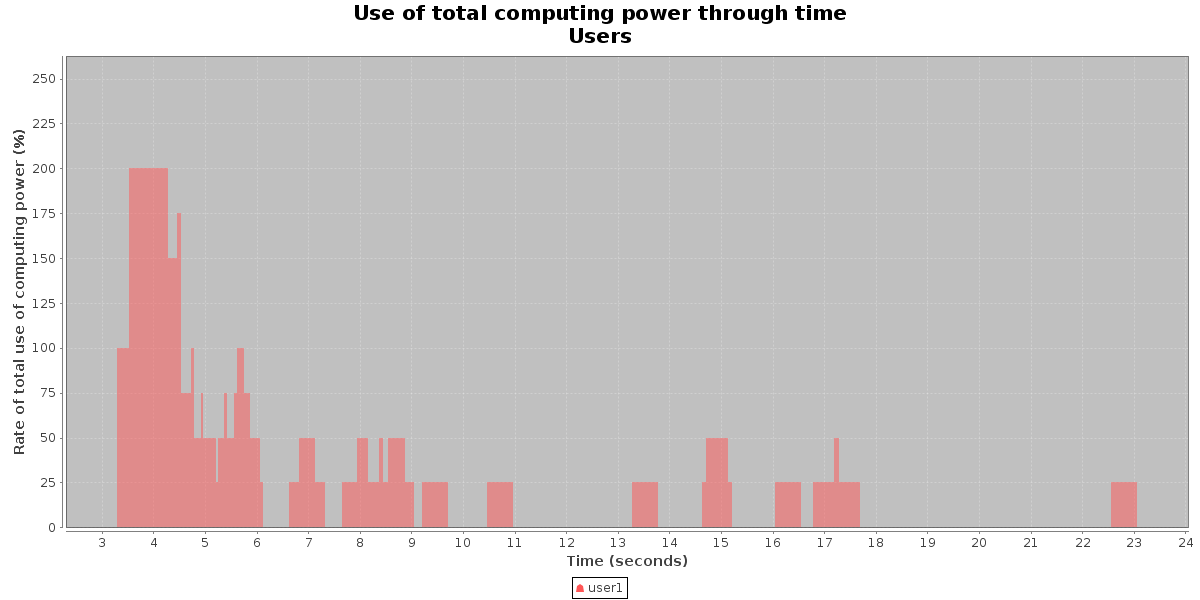 Use of total computing power through time
Users
Rate of total use of computing power (%)
250
225
200
175
150
125
100
75
50
25
0
3 4 5 6 7 8 9 10 11 12 13 14 15 16 17 18 19 20 21 22 23 24
Time (seconds)
user1